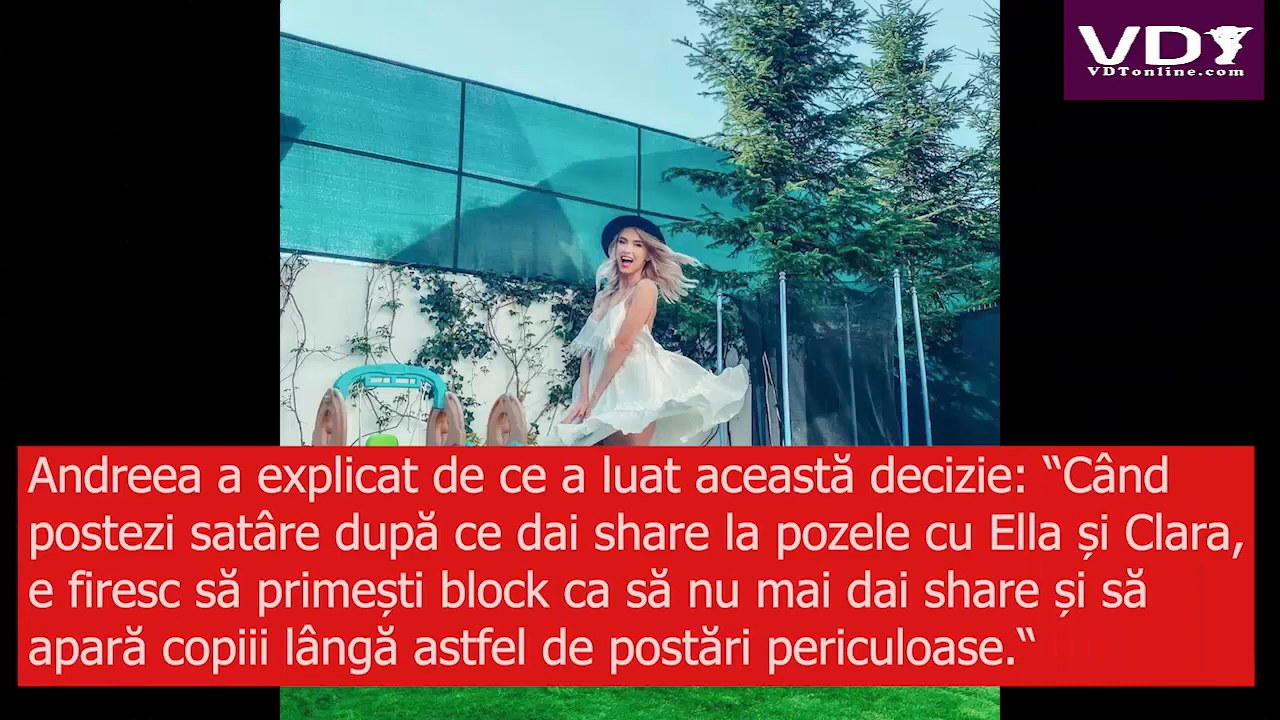 VDT
VDTonline.com
Andreea a explicat de ce a luat această decizie: “Când
postezi satâre după ce dai share la pozele cu Ella și Clara,
e firesc să primești block ca să nu mai dai share și să
apară copiii lângă astfel de postări periculoase.“